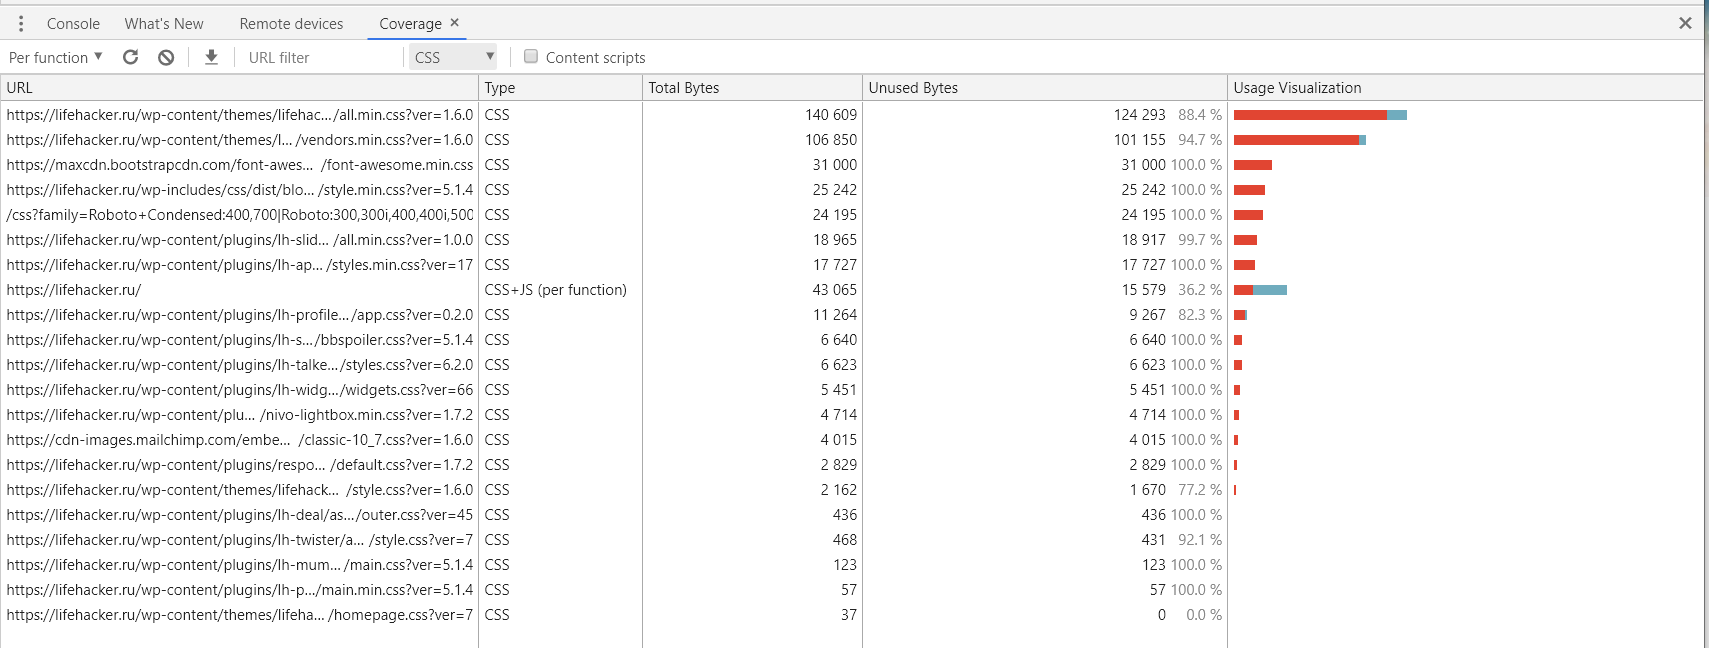 Console What's New Remote devices Coverage
Per function URL filter CSS Content scripts
URL Type Total Bytes Unused Bytes Usage Visualization
https://lifehacker.ru/wp-content/themes/lifehac… /all.min.css?ver=1.6.0 CSS 140 609 124 293 88.4 %
https://lifehacker.ru/wp-content/themes/l… /vendors.min.css?ver=1.6.0 CSS 106 850 101 155 94.7 %
https://maxcdn.bootstrapcdn.com/font-awes… /font-awesome.min.css CSS 31 000 31 000 100.0 %
https://lifehacker.ru/wp-includes/css/dist/blo… /style.min.css?ver=5.1.4 CSS 25 242 25 242 100.0 %
/css?family=Roboto+Condensed:400,700|Roboto:300,300i,400,400i,500 CSS 24 195 24 195 100.0 %
https://lifehacker.ru/wp-content/plugins/lh-slid… /all.min.css?ver=1.0.0 CSS 18 965 18 917 99.7 %
https://lifehacker.ru/wp-content/plugins/lh-ap… /styles.min.css?ver=17 CSS 17 727 17 727 100.0 %
https://lifehacker.ru/ CSS+JS (per function) 43 065 15 579 36.2 %
https://lifehacker.ru/wp-content/plugins/lh-profile… /app.css?ver=0.2.0 CSS 11 264 9 267 82.3 %
https://lifehacker.ru/wp-content/plugins/lh-s… /bbspoiler.css?ver=5.1.4 CSS 6 640 6 640 100.0 %
https://lifehacker.ru/wp-content/plugins/lh-talke… /styles.css?ver=6.2.0 CSS 6 623 6 623 100.0 %
https://lifehacker.ru/wp-content/plugins/lh-widg… /widgets.css?ver=66 CSS 5 451 5 451 100.0 %
https://lifehacker.ru/wp-content/plu… /nivo-lightbox.min.css?ver=1.7.2 CSS 4 714 4 714 100.0 %
https://cdn-images.mailchimp.com/embe… /classic-10_7.css?ver=1.6.0 CSS 4 015 4 015 100.0 %
https://lifehacker.ru/wp-content/plugins/respo… /default.css?ver=1.7.2 CSS 2 829 2 829 100.0 %
https://lifehacker.ru/wp-content/themes/lifehack… /style.css?ver=1.6.0 CSS 2 162 1 670 77.2 %
https://lifehacker.ru/wp-content/plugins/lh-deal/as… /outer.css?ver=45 CSS 436 436 100.0 %
https://lifehacker.ru/wp-content/plugins/lh-twister/a… /style.css?ver=7 CSS 468 431 92.1 %
https://lifehacker.ru/wp-content/plugins/lh-mum… /main.css?ver=5.1.4 CSS 123 123 100.0 %
https://lifehacker.ru/wp-content/plugins/lh-p… /main.min.css?ver=5.1.4 CSS 57 57 100.0 %
https://lifehacker.ru/wp-content/themes/lifeha… /homepage.css?ver=7 CSS 37 0 0.0 %